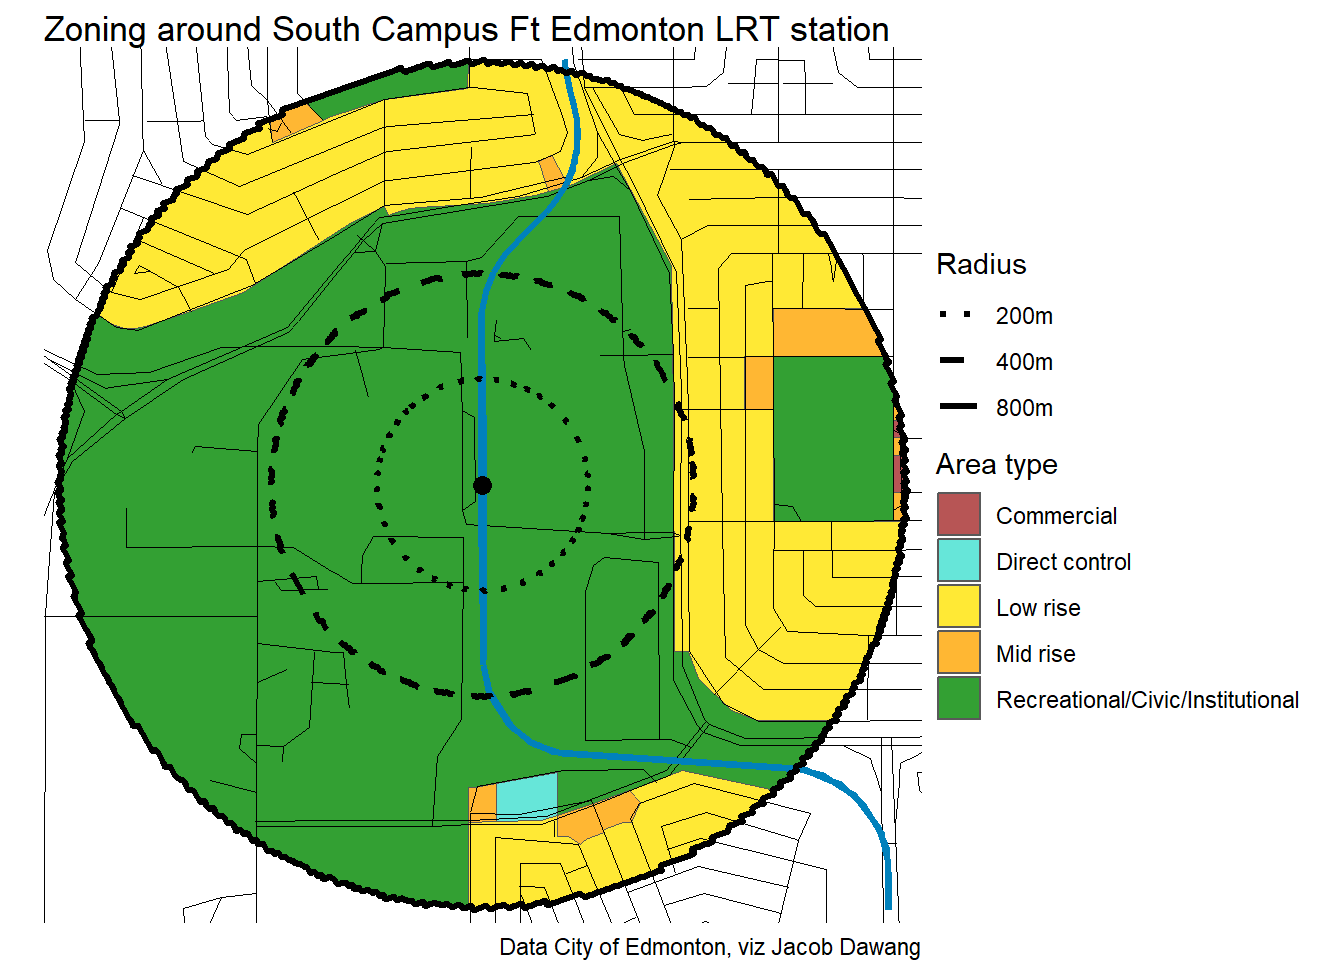 Zoning around South Campus Ft Edmonton LRT station
Radius
200m
400m
800m
Area type
Commercial
Direct control
Low rise
Mid rise
Recreational/Civic/Institutional
Data City of Edmonton, viz Jacob Dawang